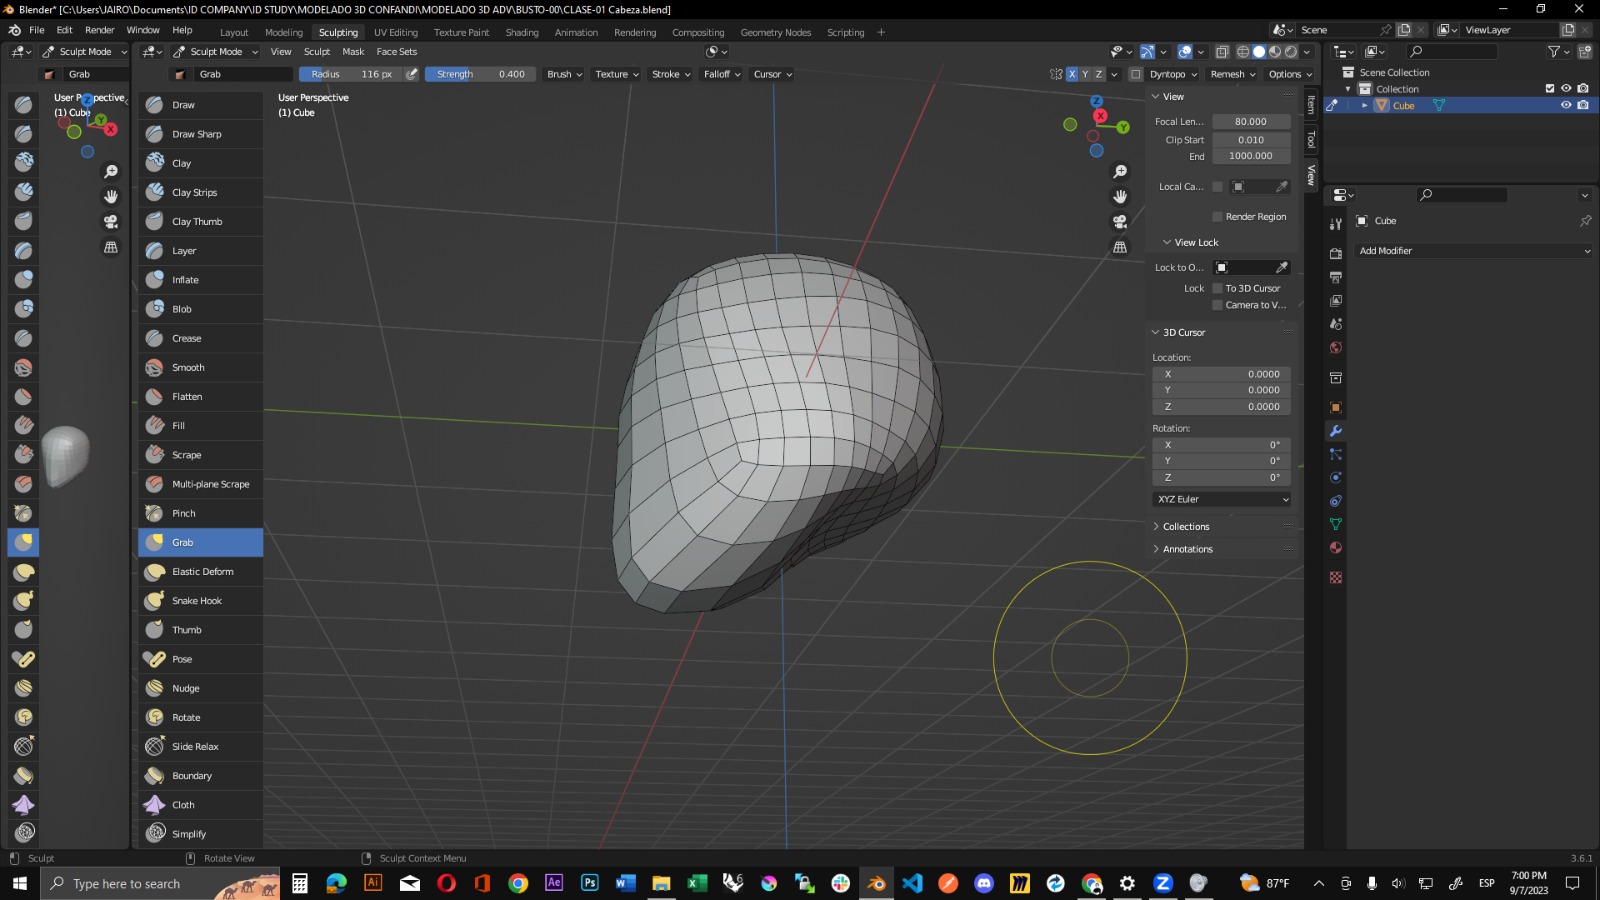 Blender* [C:\Users\JAIRO\Documents\ID COMPANY\ID STUDY\MODELADO 3D CONFANDI\MODELADO 3D ADV\BUSTO-00\CLASE-01 Cabeza.blend]
File Edit Render Window Help Layout Modeling Sculpting UV Editing Texture Paint Shading Animation Rendering Compositing Geometry Nodes Scripting + Scene ViewLayer
Sculpt Mode Sculpt Mode View Sculpt Mask Face Sets
Grab Grab Radius 116 px Strength 0.400 Brush Texture Stroke Falloff Cursor X Y Z Dyntopo Remesh Options
User Perspective
(1) Cube
Z
Y
X
Draw
Draw Sharp
Clay
Clay Strips
Clay Thumb
Layer
Inflate
Blob
Crease
Smooth
Flatten
Fill
Scrape
Multi-plane Scrape
Pinch
Grab
Elastic Deform
Snake Hook
Thumb
Pose
Nudge
Rotate
Slide Relax
Boundary
Cloth
Simplify
User Perspective
(1) Cube
Z
X
Y
View
Focal Len... 80.000
Clip Start 0.010
End 1000.000
Local Ca...
Render Region
View Lock
Lock to O...
Lock To 3D Cursor
Camera to V...
3D Cursor
Location:
X 0.0000
Y 0.0000
Z 0.0000
Rotation:
X 0°
Y 0°
Z 0°
XYZ Euler
Collections
Annotations
Item
Tool
View
Scene Collection
Collection
Cube
Cube
Add Modifier
Sculpt Rotate View Sculpt Context Menu 3.6.1
Type here to search
Ai
Ae
Ps
87°F
ESP
7:00 PM
9/7/2023